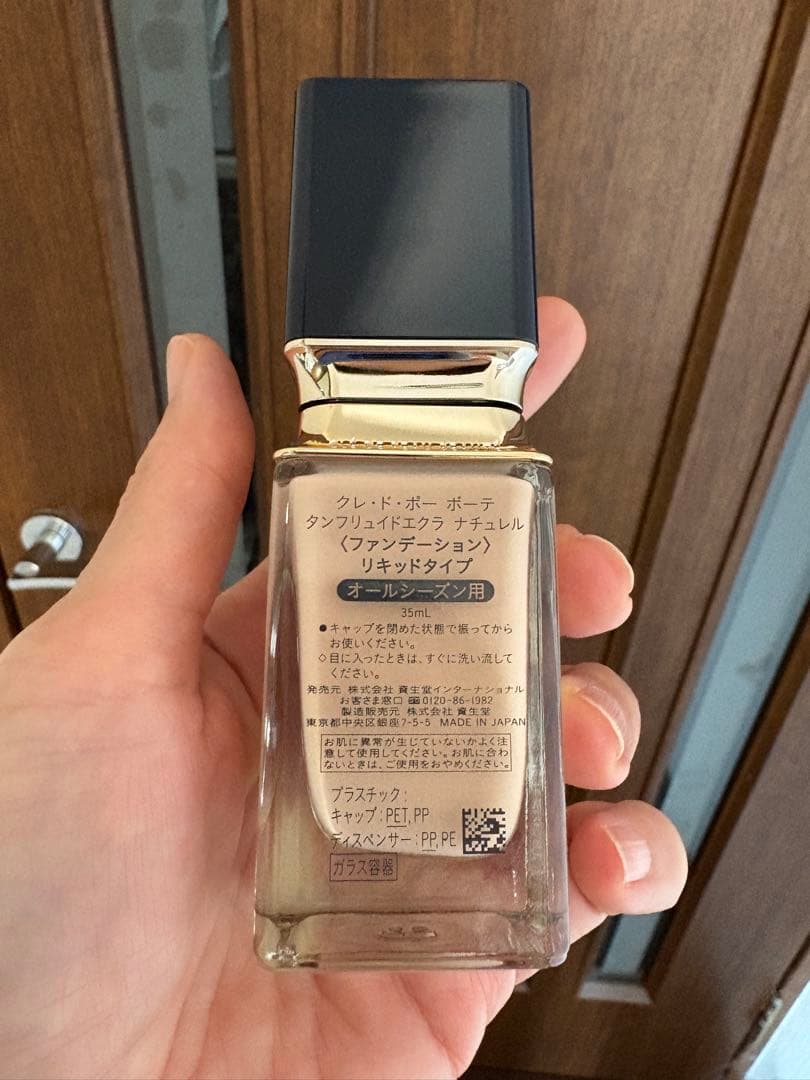 クレ・ド・ポー ボーテ
タンフリュイドエクラ ナチュレル
〈ファンデーション〉
リキッドタイプ
オールシーズン用
35mL
●キャップを閉めた状態で振ってから
お使いください。
◇目に入ったときは、すぐに洗い流して
ください。
発売元 株式会社 資生堂インターナショナル
お客さま窓口 0120-86-1982
製造販売元 株式会社 資生堂
東京都中央区銀座7-5-5 MADE IN JAPAN
お肌に異常が生じていないかよく注
意して使用してください。お肌に合わ
ないときは、ご使用をおやめください。
プラスチック：
キャップ：PET, PP
ディスペンサー：PP, PE
ガラス容器